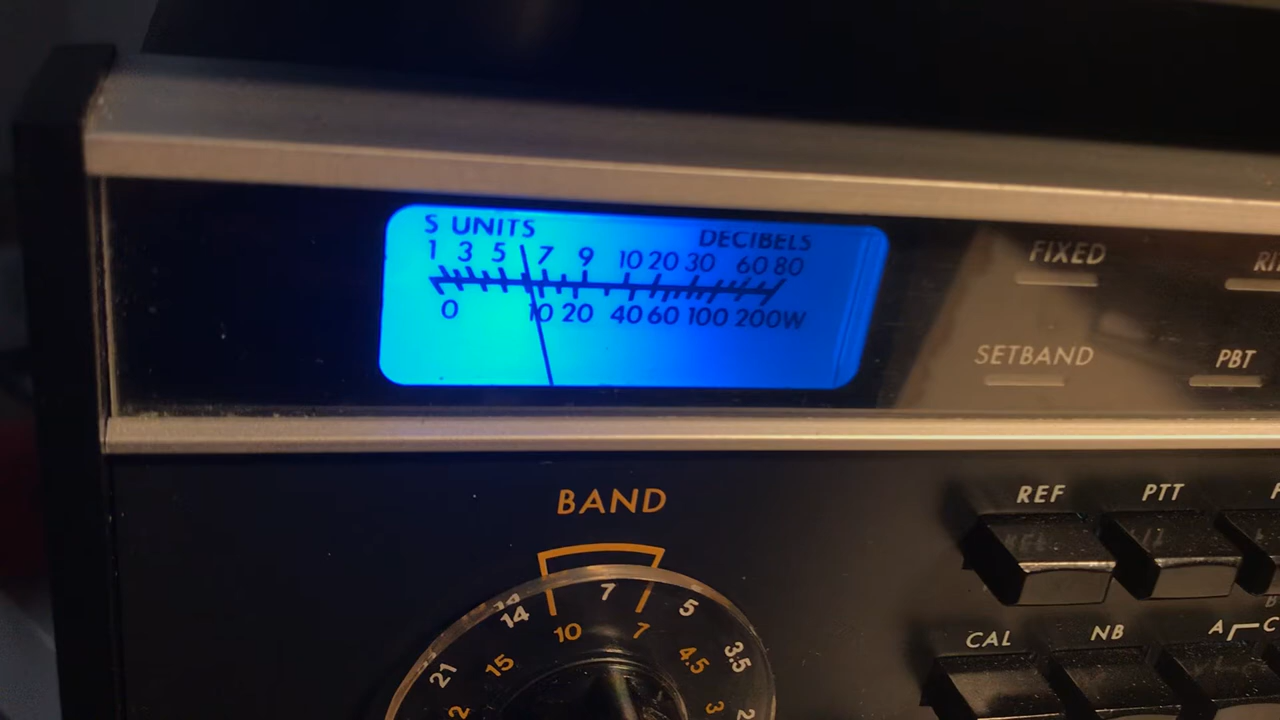 S UNITS
DECIBELS
1 3 5 7 9 10 20 30 60 80
0 10 20 40 60 100 200W
FIXED
SETBAND
PBT
BAND
REF PTT
14 7 5
10 7
21 15 4.5 3.5
3
CAL NB A C